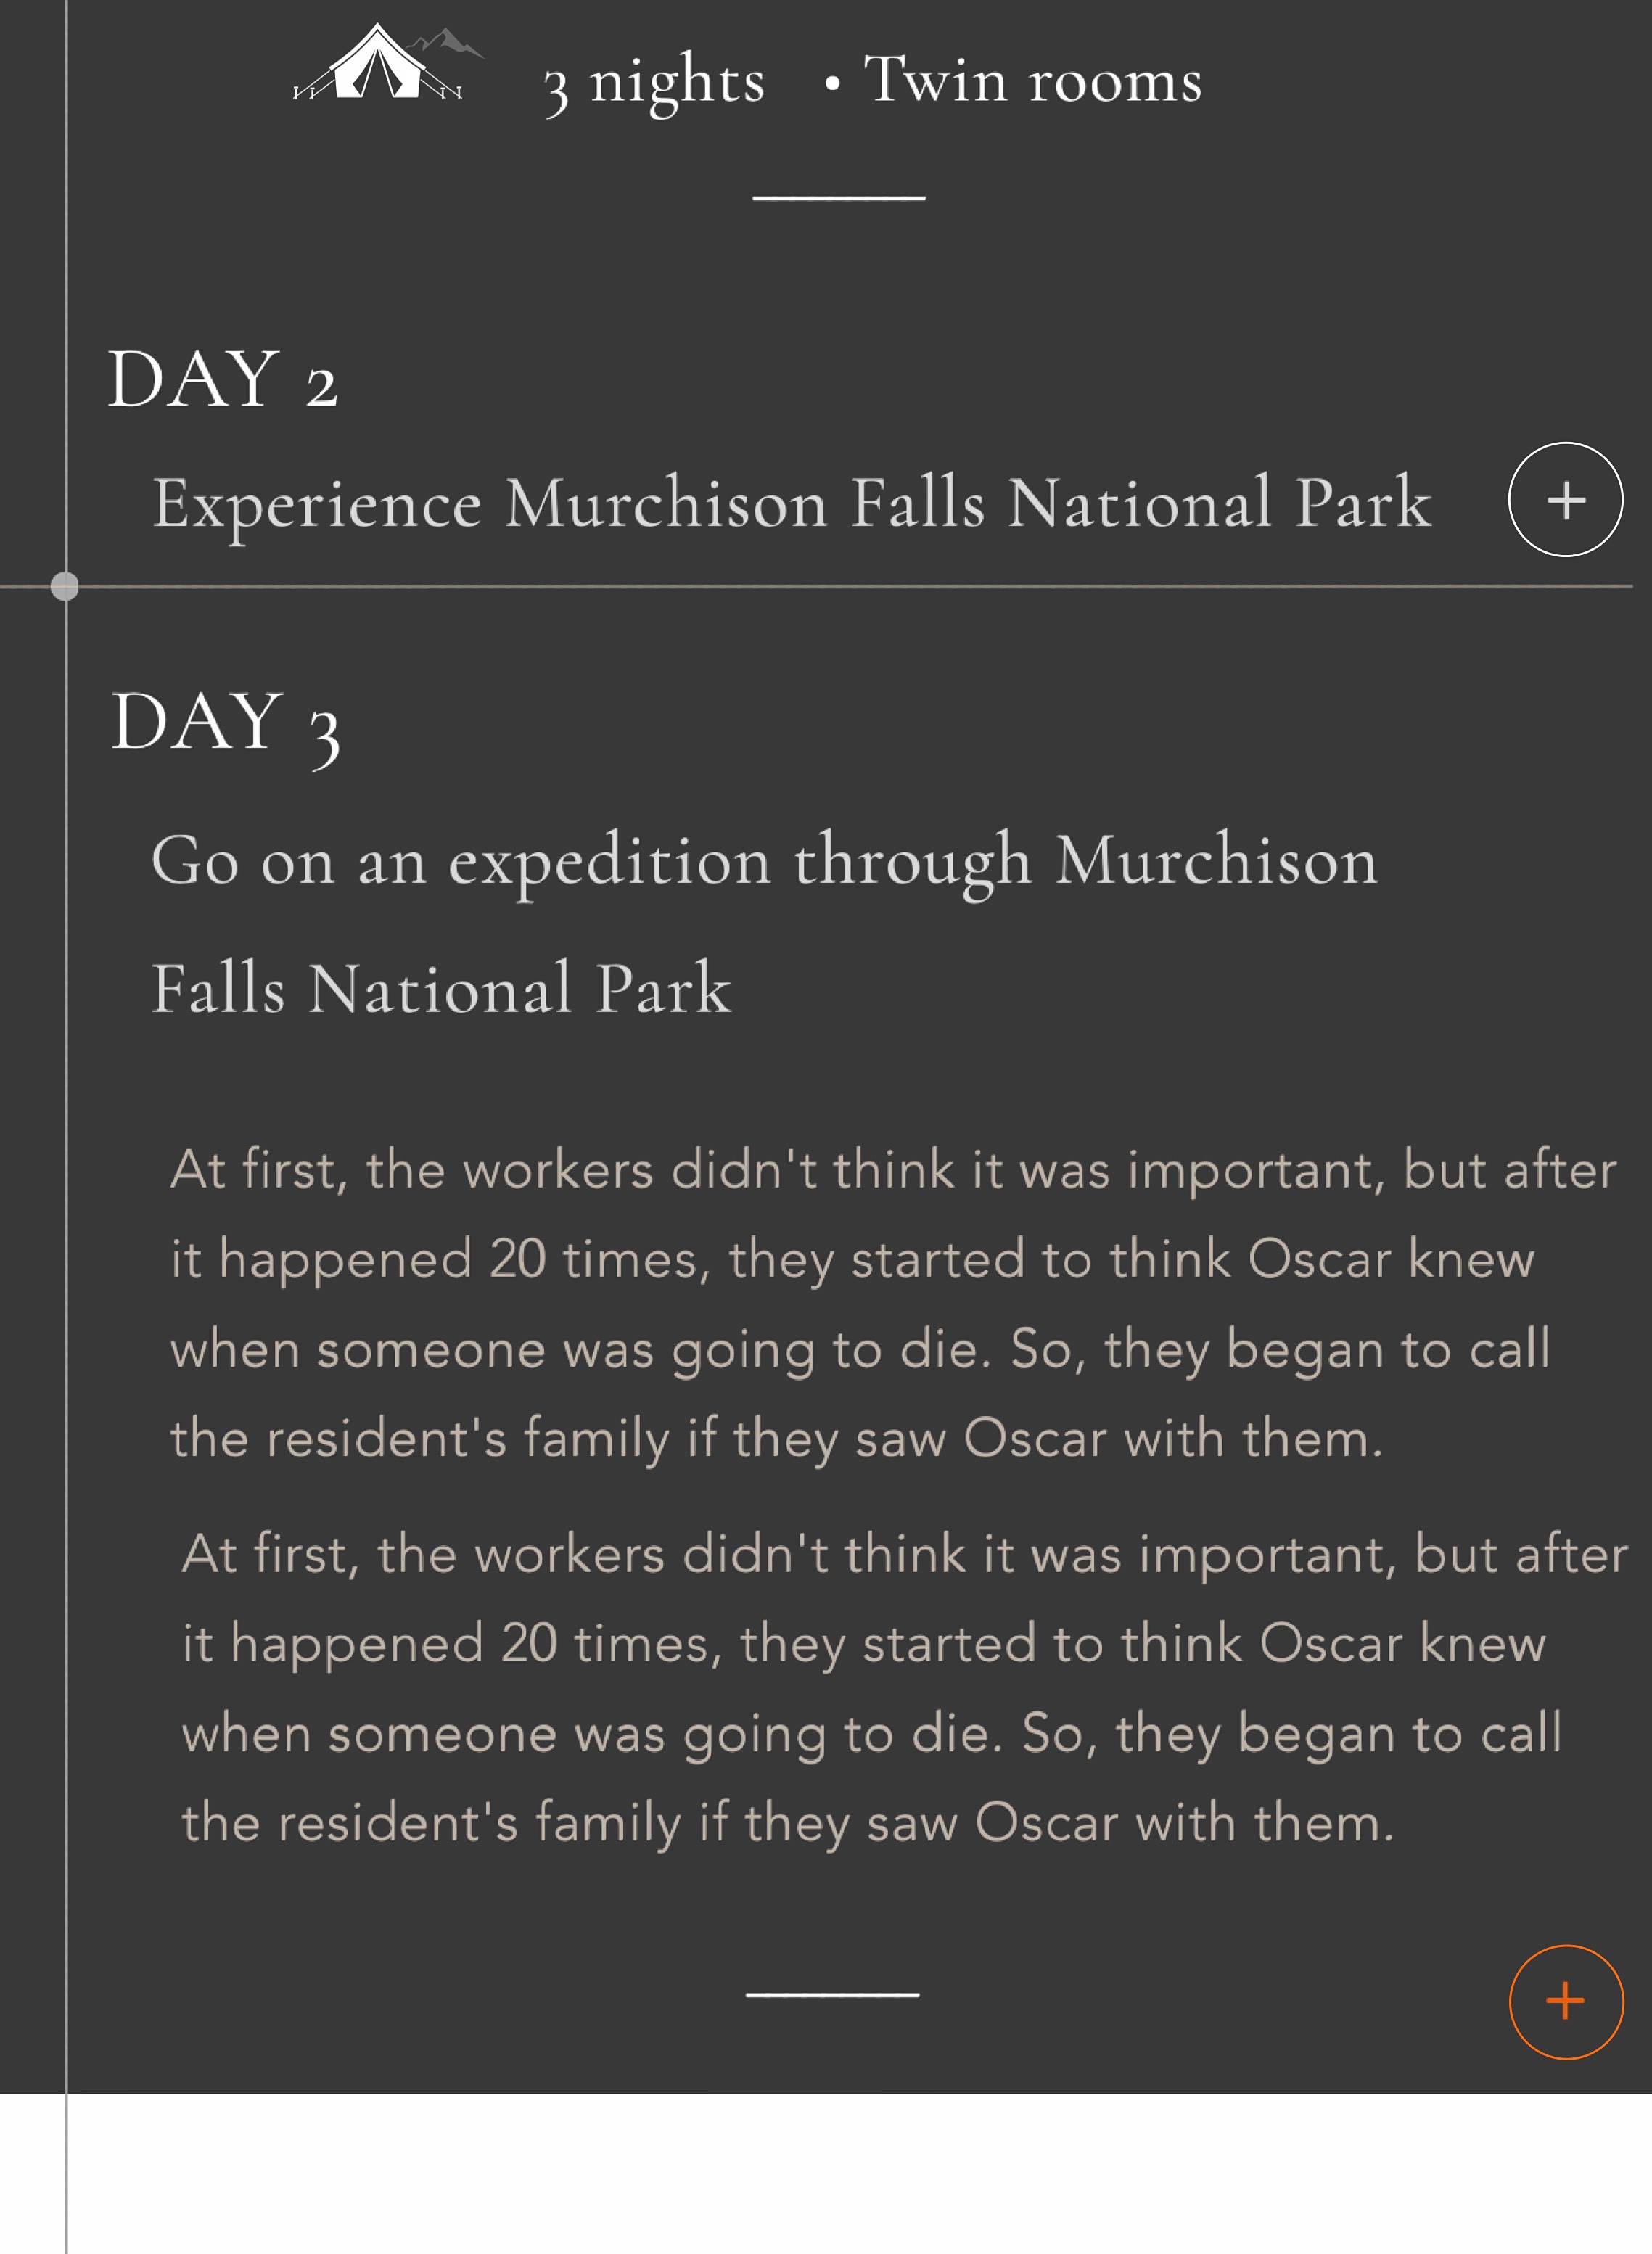 3 nights • Twin rooms
DAY 2
Experience Murchison Falls National Park
DAY 3
Go on an expedition through Murchison
Falls National Park
At first, the workers didn't think it was important, but after
it happened 20 times, they started to think Oscar knew
when someone was going to die. So, they began to call
the resident's family if they saw Oscar with them.
At first, the workers didn't think it was important, but after
it happened 20 times, they started to think Oscar knew
when someone was going to die. So, they began to call
the resident's family if they saw Oscar with them.